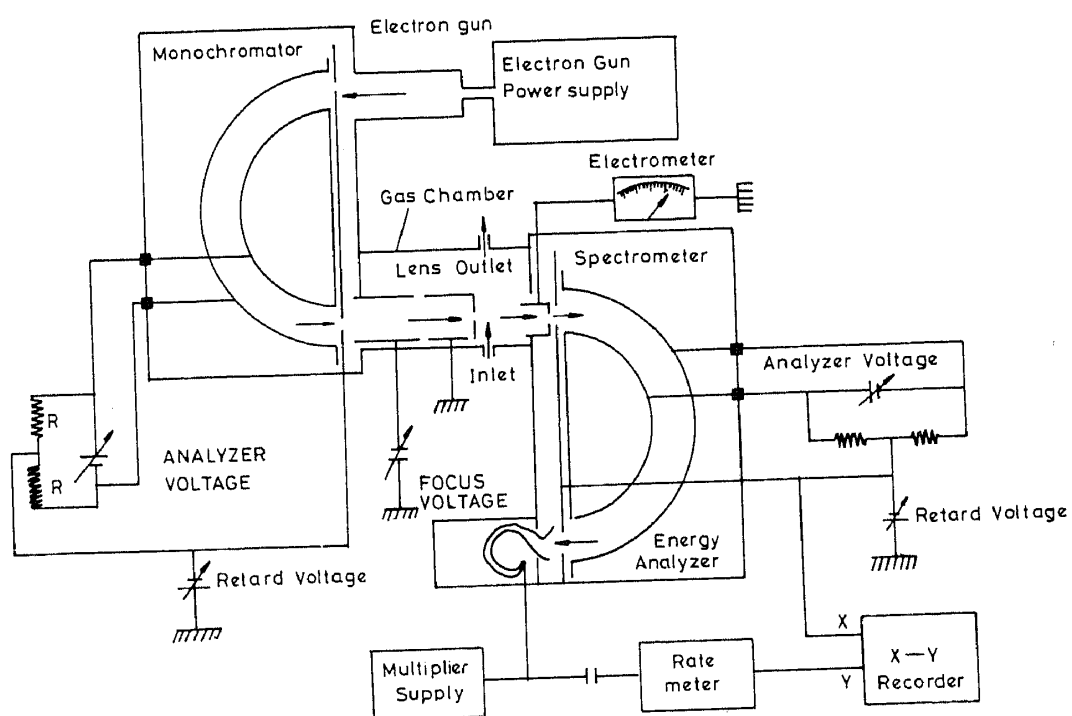 Electron gun
Monochromator
Electron Gun
Power supply
Electrometer
Gas Chamber
Lens Outlet
Spectrometer
Inlet
Analyzer Voltage
R
R
ANALYZER
VOLTAGE
FOCUS
VOLTAGE
Retard Voltage
Energy
Analyzer
Retard Voltage
X
Multiplier
Supply
Rate
meter
X—Y
Y
Recorder